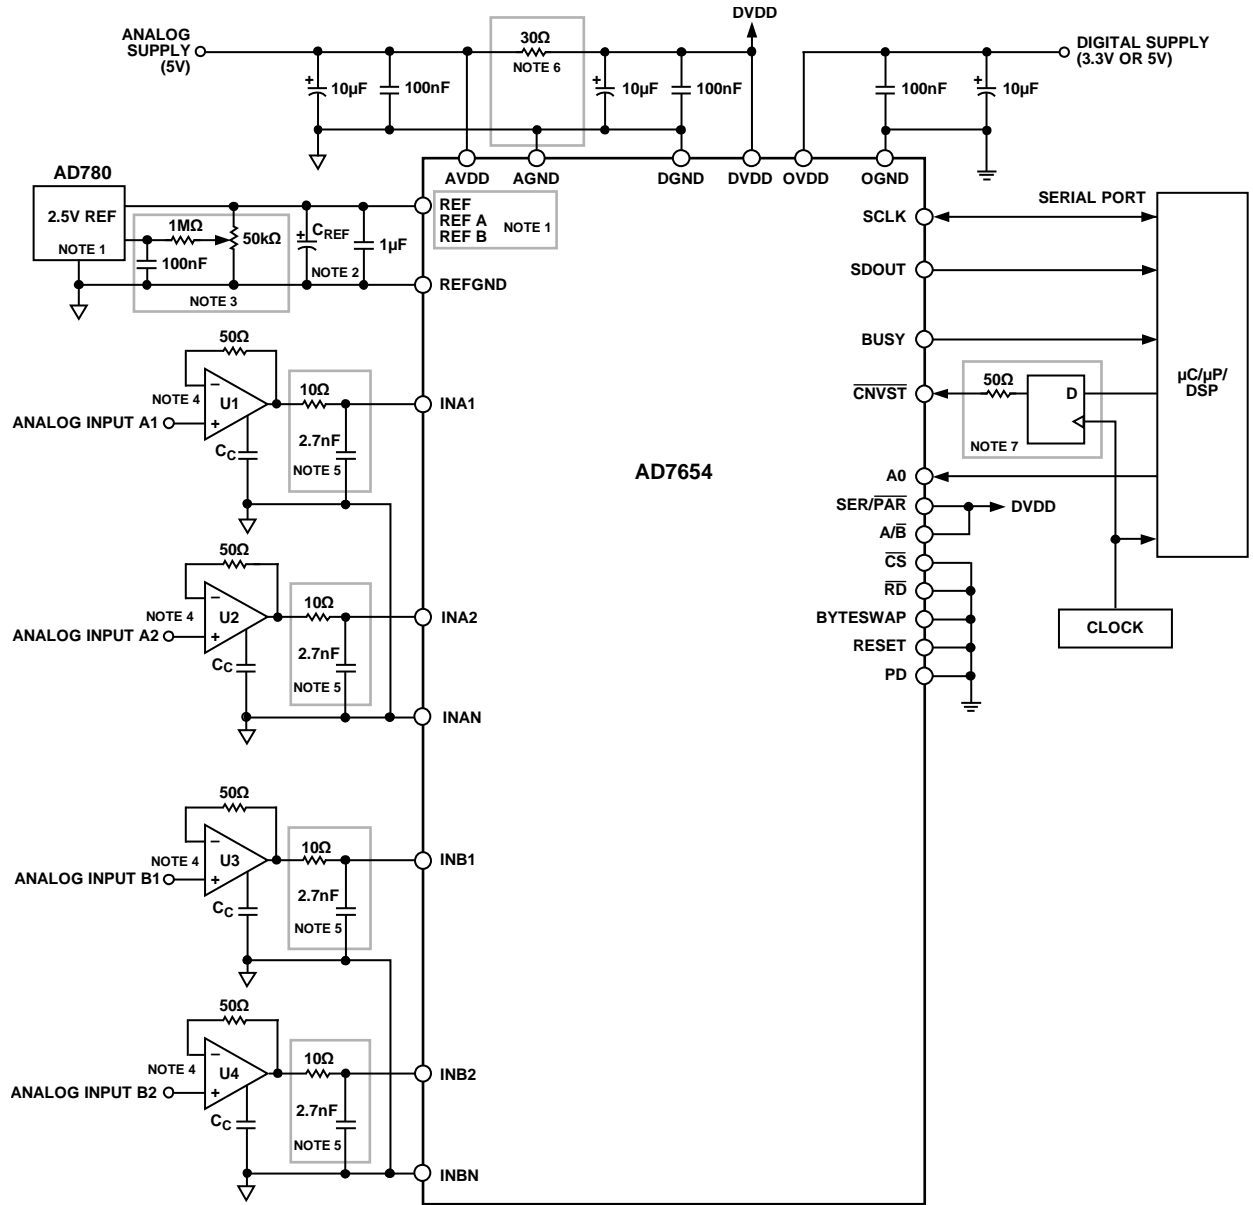 ANALOG
SUPPLY
(5V)
30Ω
NOTE 6
DVDD
DIGITAL SUPPLY
(3.3V OR 5V)
+ 10µF
100nF
+ 10µF
100nF
100nF
+ 10µF
AD780
2.5V REF
NOTE 1
1MΩ
50kΩ
100nF
NOTE 3
+ CREF
NOTE 2
1µF
AVDD
AGND
DGND
DVDD
OVDD
OGND
REF
REF A
REF B
NOTE 1
REFGND
SCLK
SERIAL PORT
SDOUT
BUSY
C̅N̅V̅S̅T̅
50Ω
D
NOTE 7
µC/µP/
DSP
A0
SER/P̅A̅R̅
A/B̅
DVDD
C̅S̅
R̅D̅
BYTESWAP
RESET
PD
CLOCK
AD7654
50Ω
NOTE 4
−
U1
+
ANALOG INPUT A1
CC
10Ω
2.7nF
NOTE 5
INA1
50Ω
NOTE 4
−
U2
+
ANALOG INPUT A2
CC
10Ω
2.7nF
NOTE 5
INA2
INAN
50Ω
NOTE 4
−
U3
+
ANALOG INPUT B1
CC
10Ω
2.7nF
NOTE 5
INB1
50Ω
NOTE 4
−
U4
+
ANALOG INPUT B2
CC
10Ω
2.7nF
NOTE 5
INB2
INBN